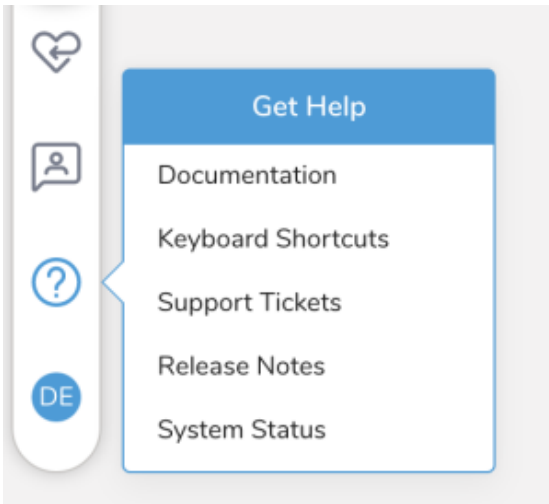 Get Help
Documentation
Keyboard Shortcuts
Support Tickets
Release Notes
DE
System Status